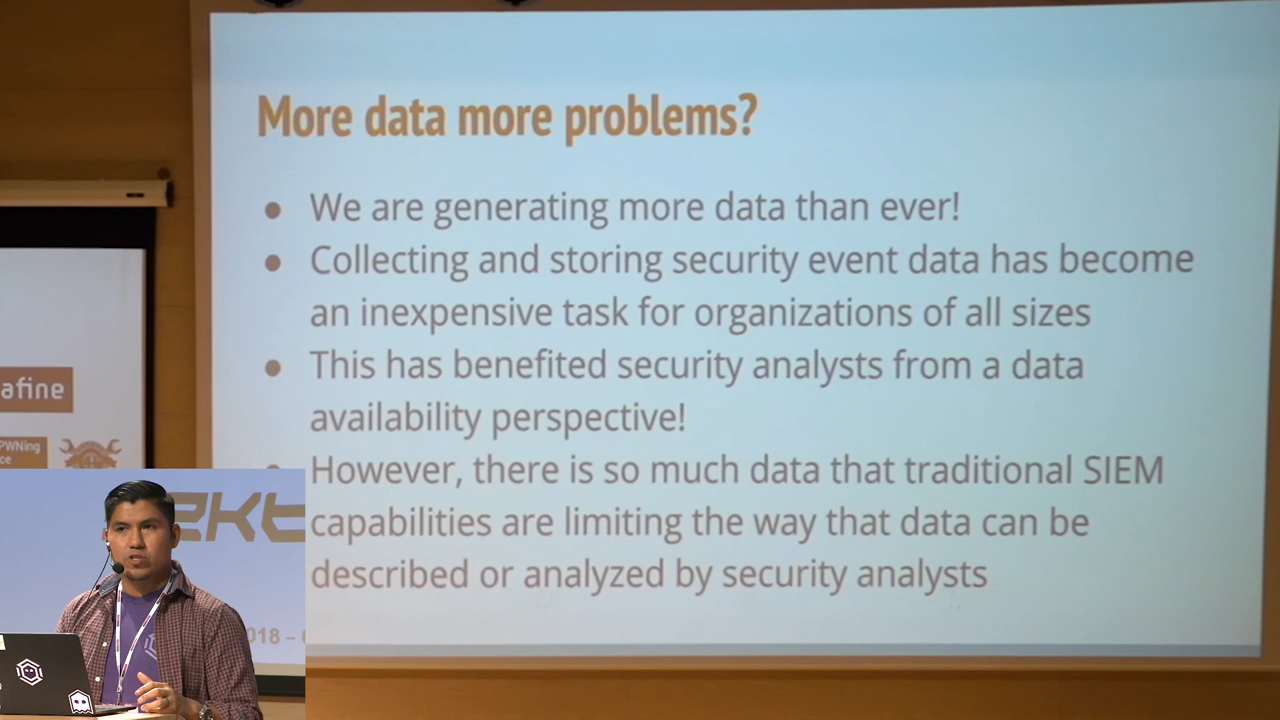 More data more problems?
● We are generating more data than ever!
● Collecting and storing security event data has become
an inexpensive task for organizations of all sizes
● This has benefited security analysts from a data
availability perspective!
● However, there is so much data that traditional SIEM
capabilities are limiting the way that data can be
described or analyzed by security analysts
afine
PWNing
ce
018 –